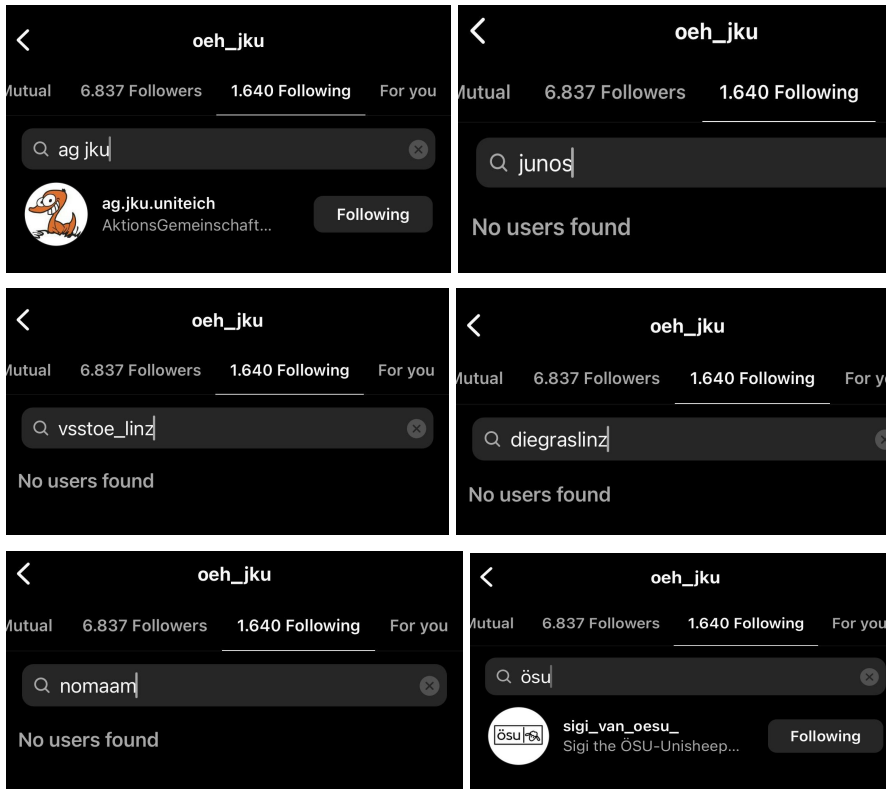 oeh_jku
Mutual 6.837 Followers 1.640 Following For you
ag jku
ag.jku.uniteich
AktionsGemeinschaft...
Following
oeh_jku
Mutual 6.837 Followers 1.640 Following
junos
No users found
oeh_jku
Mutual 6.837 Followers 1.640 Following For you
vsstoe_linz
No users found
oeh_jku
Mutual 6.837 Followers 1.640 Following For yo
diegraslinz
No users found
oeh_jku
Mutual 6.837 Followers 1.640 Following For you
nomaam
No users found
oeh_jku
Mutual 6.837 Followers 1.640 Following For you
ösu
ösu
sigi_van_oesu_
Sigi the ÖSU-Unisheep...
Following